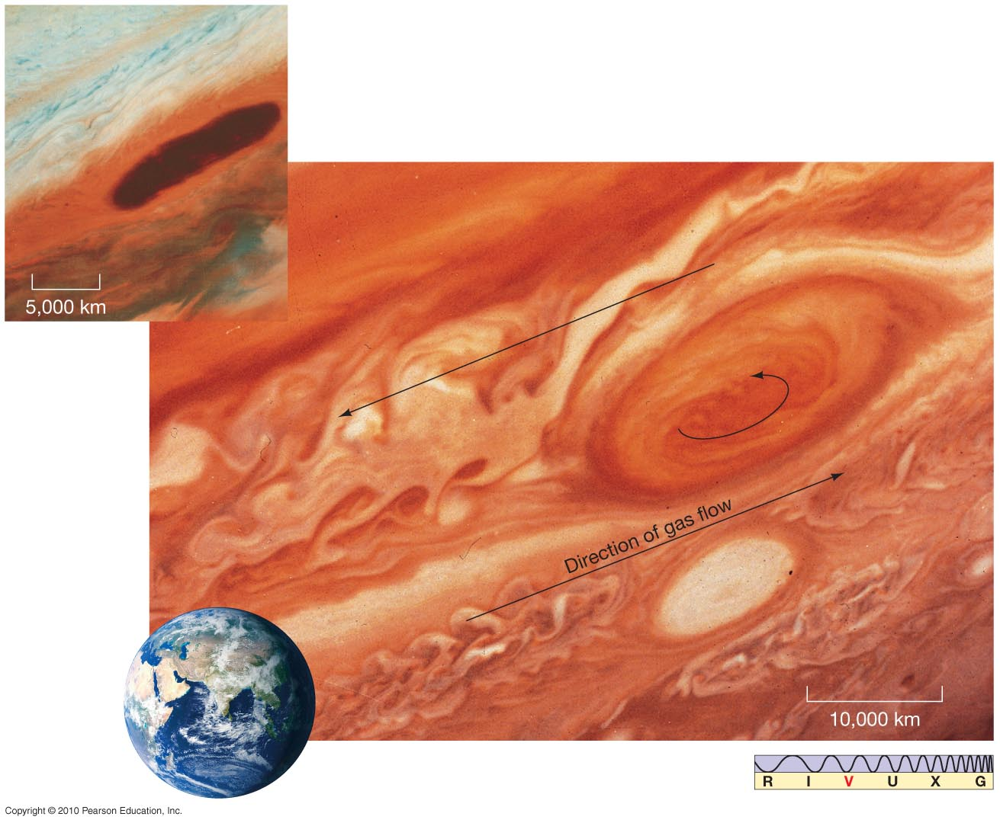 5,000 km
Direction of gas flow
10,000 km
R I V U X G
Copyright © 2010 Pearson Education, Inc.